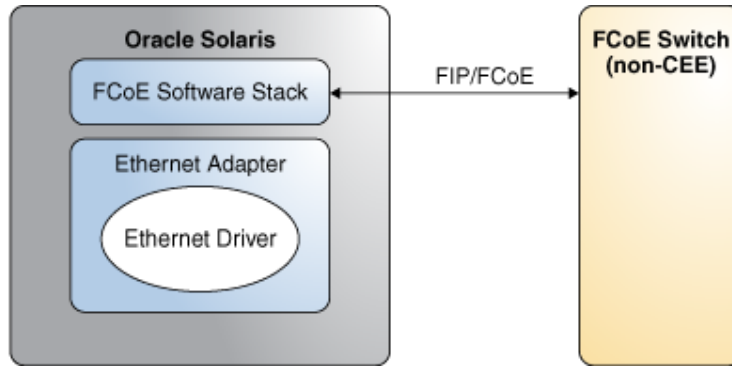 Oracle Solaris
FCoE Software Stack
Ethernet Adapter
Ethernet Driver
FIP/FCoE
FCoE Switch
(non-CEE)